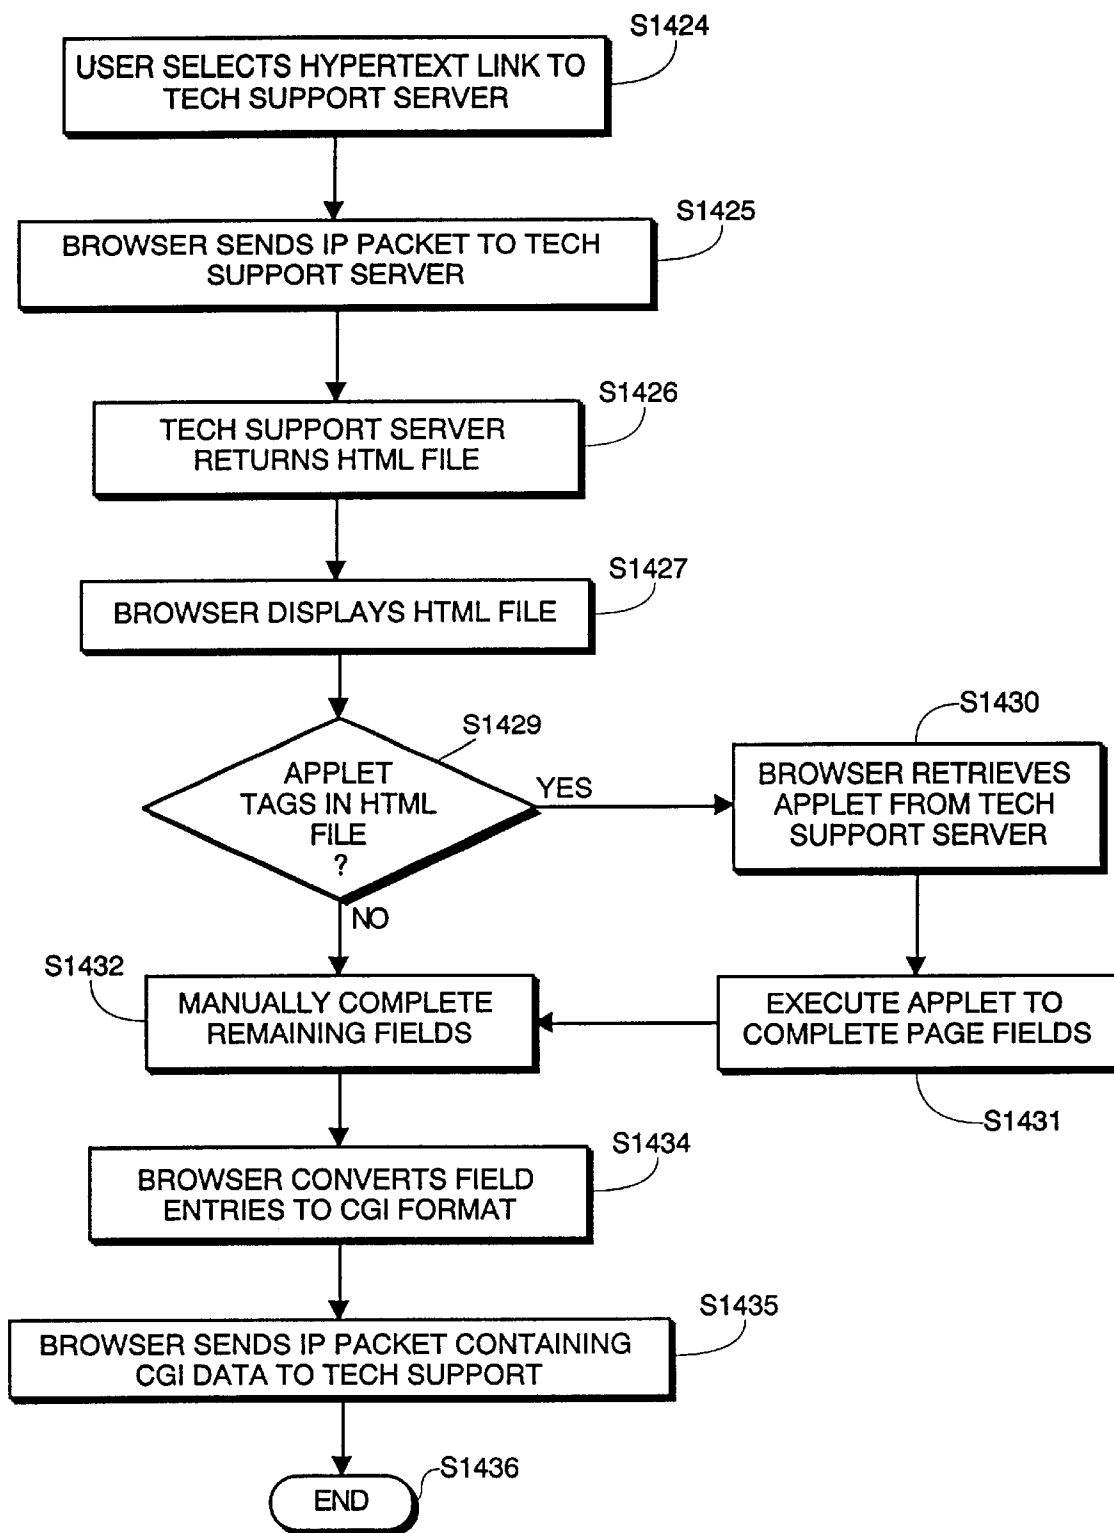 S1424
USER SELECTS HYPERTEXT LINK TO
TECH SUPPORT SERVER
S1425
BROWSER SENDS IP PACKET TO TECH
SUPPORT SERVER
S1426
TECH SUPPORT SERVER
RETURNS HTML FILE
S1427
BROWSER DISPLAYS HTML FILE
S1429
APPLET
TAGS IN HTML
FILE
?
YES
NO
S1430
BROWSER RETRIEVES
APPLET FROM TECH
SUPPORT SERVER
EXECUTE APPLET TO
COMPLETE PAGE FIELDS
S1431
S1432
MANUALLY COMPLETE
REMAINING FIELDS
S1434
BROWSER CONVERTS FIELD
ENTRIES TO CGI FORMAT
S1435
BROWSER SENDS IP PACKET CONTAINING
CGI DATA TO TECH SUPPORT
S1436
END